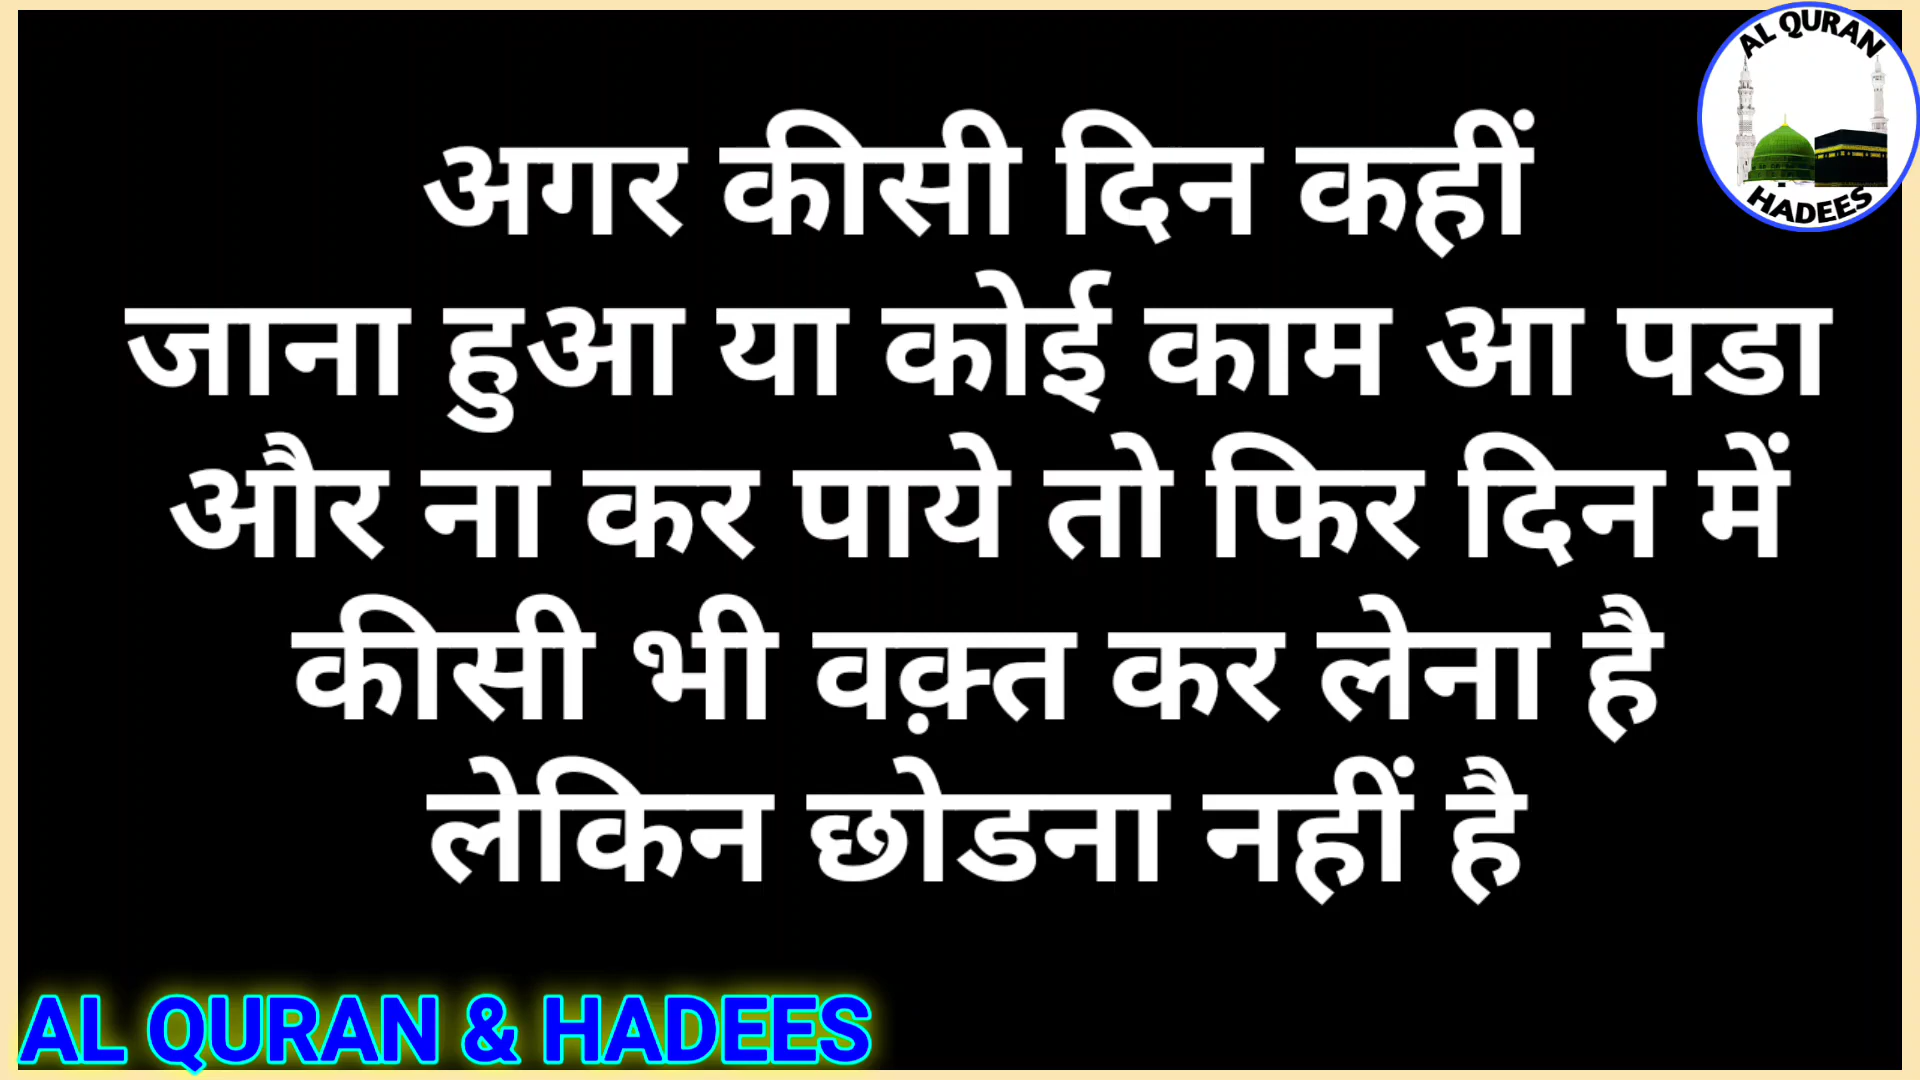 AL QURAN
HADEES
अगर कीसी दिन कहीं
जाना हुआ या कोई काम आ पडा
और ना कर पाये तो फिर दिन में
कीसी भी वक़्त कर लेना है
लेकिन छोडना नहीं है
AL QURAN & HADEES